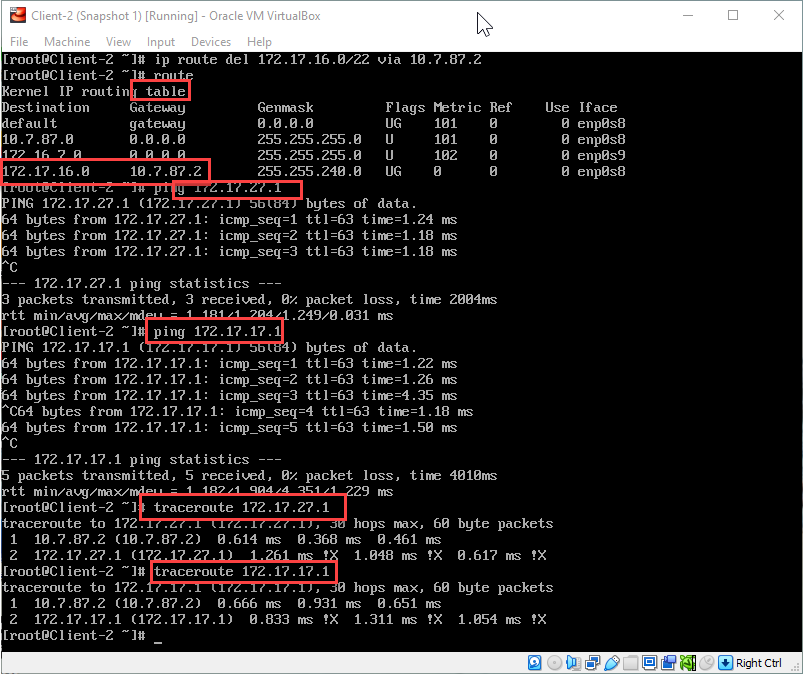 Client-2 (Snapshot 1) [Running] - Oracle VM VirtualBox
File Machine View Input Devices Help
[root@Client-2 ~]# ip route del 172.17.16.0/22 via 10.7.87.2
[root@Client-2 ~]# route
Kernel IP routing table
Destination Gateway Genmask Flags Metric Ref Use Iface
default gateway 0.0.0.0 UG 101 0 0 enp0s8
10.7.87.0 0.0.0.0 255.255.255.0 U 101 0 0 enp0s8
172.16.7.0 0.0.0.0 255.255.255.0 U 102 0 0 enp0s9
172.17.16.0 10.7.87.2 255.255.240.0 UG 0 0 0 enp0s8
[root@Client-2 ~]# ping 172.17.27.1
PING 172.17.27.1 (172.17.27.1) 56(84) bytes of data.
64 bytes from 172.17.27.1: icmp_seq=1 ttl=63 time=1.24 ms
64 bytes from 172.17.27.1: icmp_seq=2 ttl=63 time=1.18 ms
64 bytes from 172.17.27.1: icmp_seq=3 ttl=63 time=1.18 ms
^C
--- 172.17.27.1 ping statistics ---
3 packets transmitted, 3 received, 0% packet loss, time 2004ms
rtt min/avg/max/mdev = 1.181/1.204/1.249/0.031 ms
[root@Client-2 ~]# ping 172.17.17.1
PING 172.17.17.1 (172.17.17.1) 56(84) bytes of data.
64 bytes from 172.17.17.1: icmp_seq=1 ttl=63 time=1.22 ms
64 bytes from 172.17.17.1: icmp_seq=2 ttl=63 time=1.26 ms
64 bytes from 172.17.17.1: icmp_seq=3 ttl=63 time=4.35 ms
^C64 bytes from 172.17.17.1: icmp_seq=4 ttl=63 time=1.18 ms
64 bytes from 172.17.17.1: icmp_seq=5 ttl=63 time=1.50 ms
^C
--- 172.17.17.1 ping statistics ---
5 packets transmitted, 5 received, 0% packet loss, time 4010ms
rtt min/avg/max/mdev = 1.182/1.904/4.351/1.229 ms
[root@Client-2 ~]# traceroute 172.17.27.1
traceroute to 172.17.27.1 (172.17.27.1), 30 hops max, 60 byte packets
1 10.7.87.2 (10.7.87.2) 0.614 ms 0.368 ms 0.461 ms
2 172.17.27.1 (172.17.27.1) 1.261 ms !X 1.048 ms !X 0.617 ms !X
[root@Client-2 ~]# traceroute 172.17.17.1
traceroute to 172.17.17.1 (172.17.17.1), 30 hops max, 60 byte packets
1 10.7.87.2 (10.7.87.2) 0.666 ms 0.931 ms 0.651 ms
2 172.17.17.1 (172.17.17.1) 0.833 ms !X 1.311 ms !X 1.054 ms !X
[root@Client-2 ~]# _
Right Ctrl